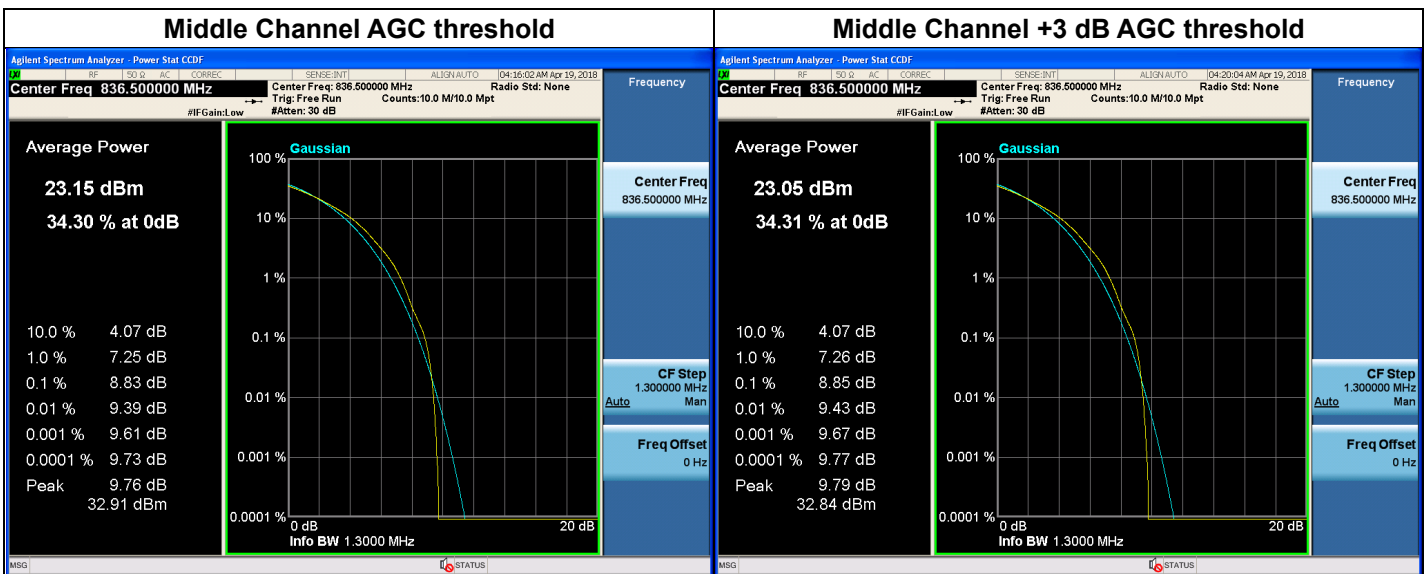 Middle Channel AGC threshold
Agilent Spectrum Analyzer - Power Stat CCDF
LXI RF 50 Ω AC CORREC SENSE:INT ALIGNAUTO 04:16:02 AM Apr 19, 2018
Center Freq 836.500000 MHz
Center Freq: 836.500000 MHz Radio Std: None
Trig: Free Run Counts:10.0 M/10.0 Mpt
#IFGain:Low #Atten: 30 dB
Average Power
23.15 dBm
34.30 % at 0dB
10.0 % 4.07 dB
1.0 % 7.25 dB
0.1 % 8.83 dB
0.01 % 9.39 dB
0.001 % 9.61 dB
0.0001 % 9.73 dB
Peak 9.76 dB
32.91 dBm
Gaussian
100 %
10 %
1 %
0.1 %
0.01 %
0.001 %
0.0001 %
0 dB 20 dB
Info BW 1.3000 MHz
Frequency
Center Freq
836.500000 MHz
CF Step
1.300000 MHz
Auto Man
Freq Offset
0 Hz
MSG STATUS
Middle Channel +3 dB AGC threshold
Agilent Spectrum Analyzer - Power Stat CCDF
LXI RF 50 Ω AC CORREC SENSE:INT ALIGNAUTO 04:20:04 AM Apr 19, 2018
Center Freq 836.500000 MHz
Center Freq: 836.500000 MHz Radio Std: None
Trig: Free Run Counts:10.0 M/10.0 Mpt
#IFGain:Low #Atten: 30 dB
Average Power
23.05 dBm
34.31 % at 0dB
10.0 % 4.07 dB
1.0 % 7.26 dB
0.1 % 8.85 dB
0.01 % 9.43 dB
0.001 % 9.67 dB
0.0001 % 9.77 dB
Peak 9.79 dB
32.84 dBm
Gaussian
100 %
10 %
1 %
0.1 %
0.01 %
0.001 %
0.0001 %
0 dB 20 dB
Info BW 1.3000 MHz
Frequency
Center Freq
836.500000 MHz
CF Step
1.300000 MHz
Auto Man
Freq Offset
0 Hz
MSG STATUS